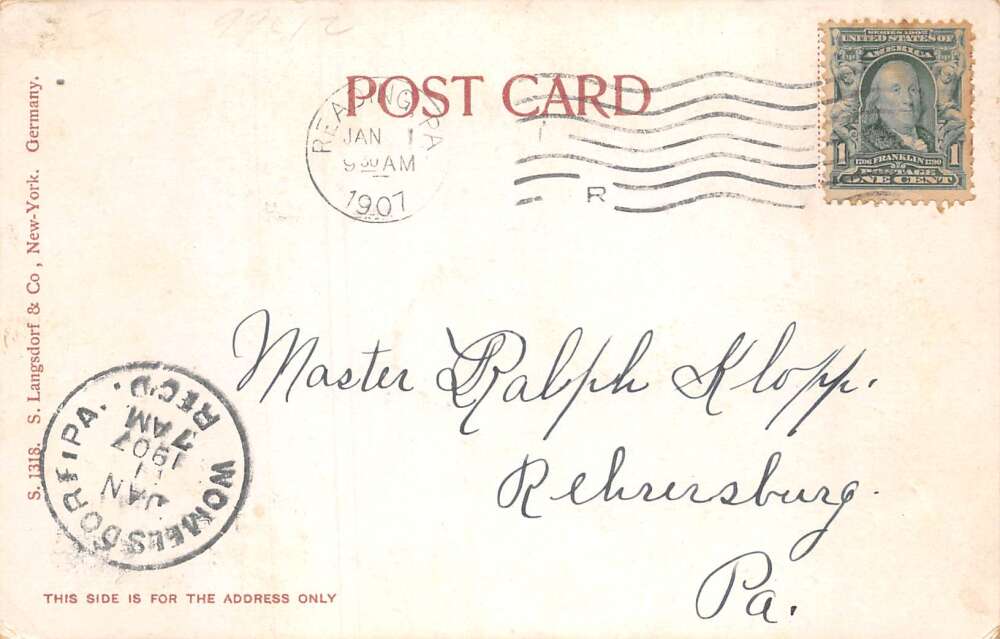 POST CARD
READING, PA
JAN 1
9 30 AM
1907
R
SERIES 1902
UNITED STATES OF
AMERICA
1 1706 FRANKLIN 1790 1
POSTAGE
ONE CENT
S. 1318. S. Langsdorf & Co, New-York. Germany.
Master Ralph Klopp.
Rehrersburg.
Pa.
WOMELSDORF PA.
JAN
1907
7 AM
REC'D.
THIS SIDE IS FOR THE ADDRESS ONLY